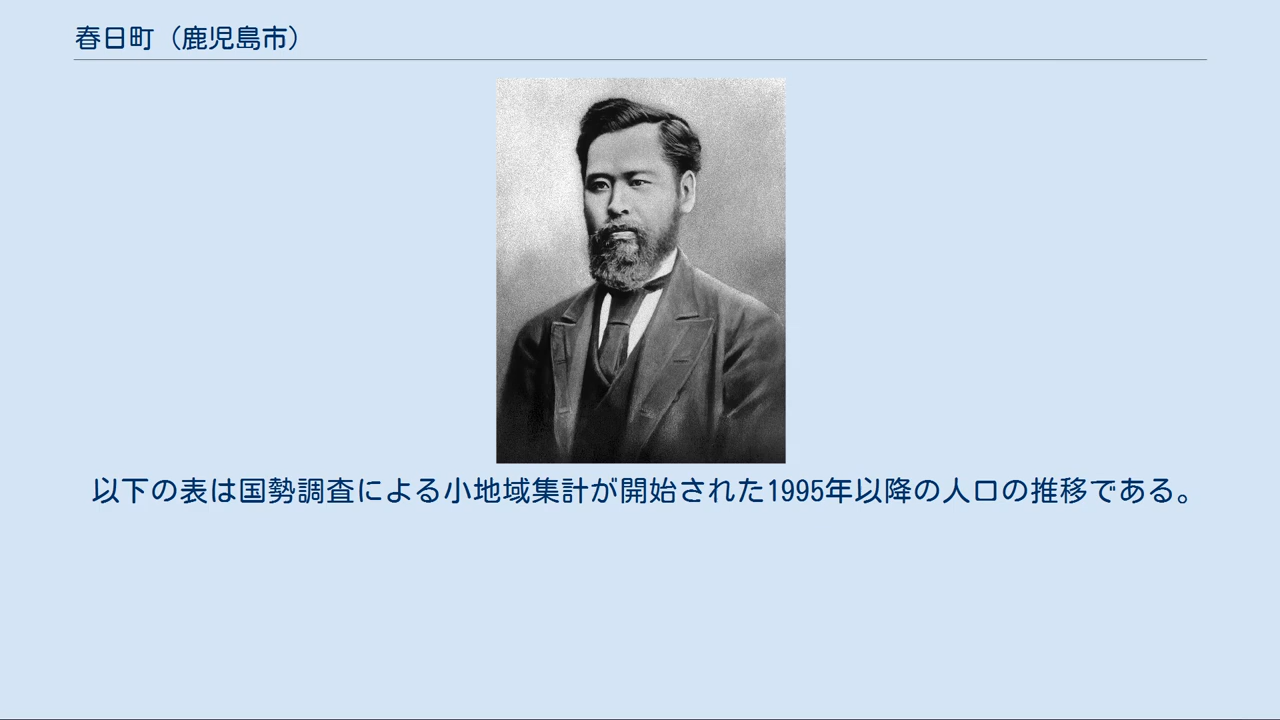 春日町（鹿児島市）
以下の表は国勢調査による小地域集計が開始された1995年以降の人口の推移である。